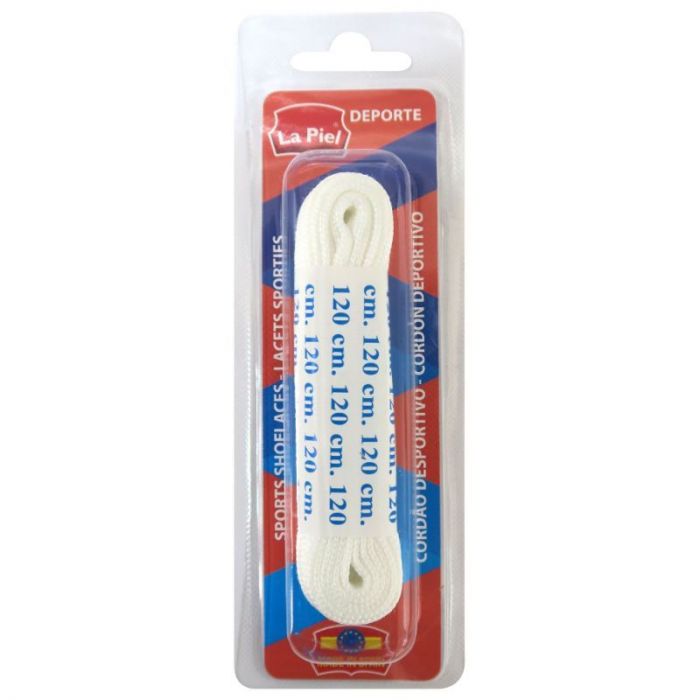 La Piel
DEPORTE
SPORTS SHOELACES - LACETS SPORTIES
CORDÃO DESPORTIVO - CORDÓN DEPORTIVO
cm. 120 cm. 120 cm.
120 cm. 120 cm. 120
cm. 120 cm. 120 cm.
120 cm. 120
MADE IN SPAIN